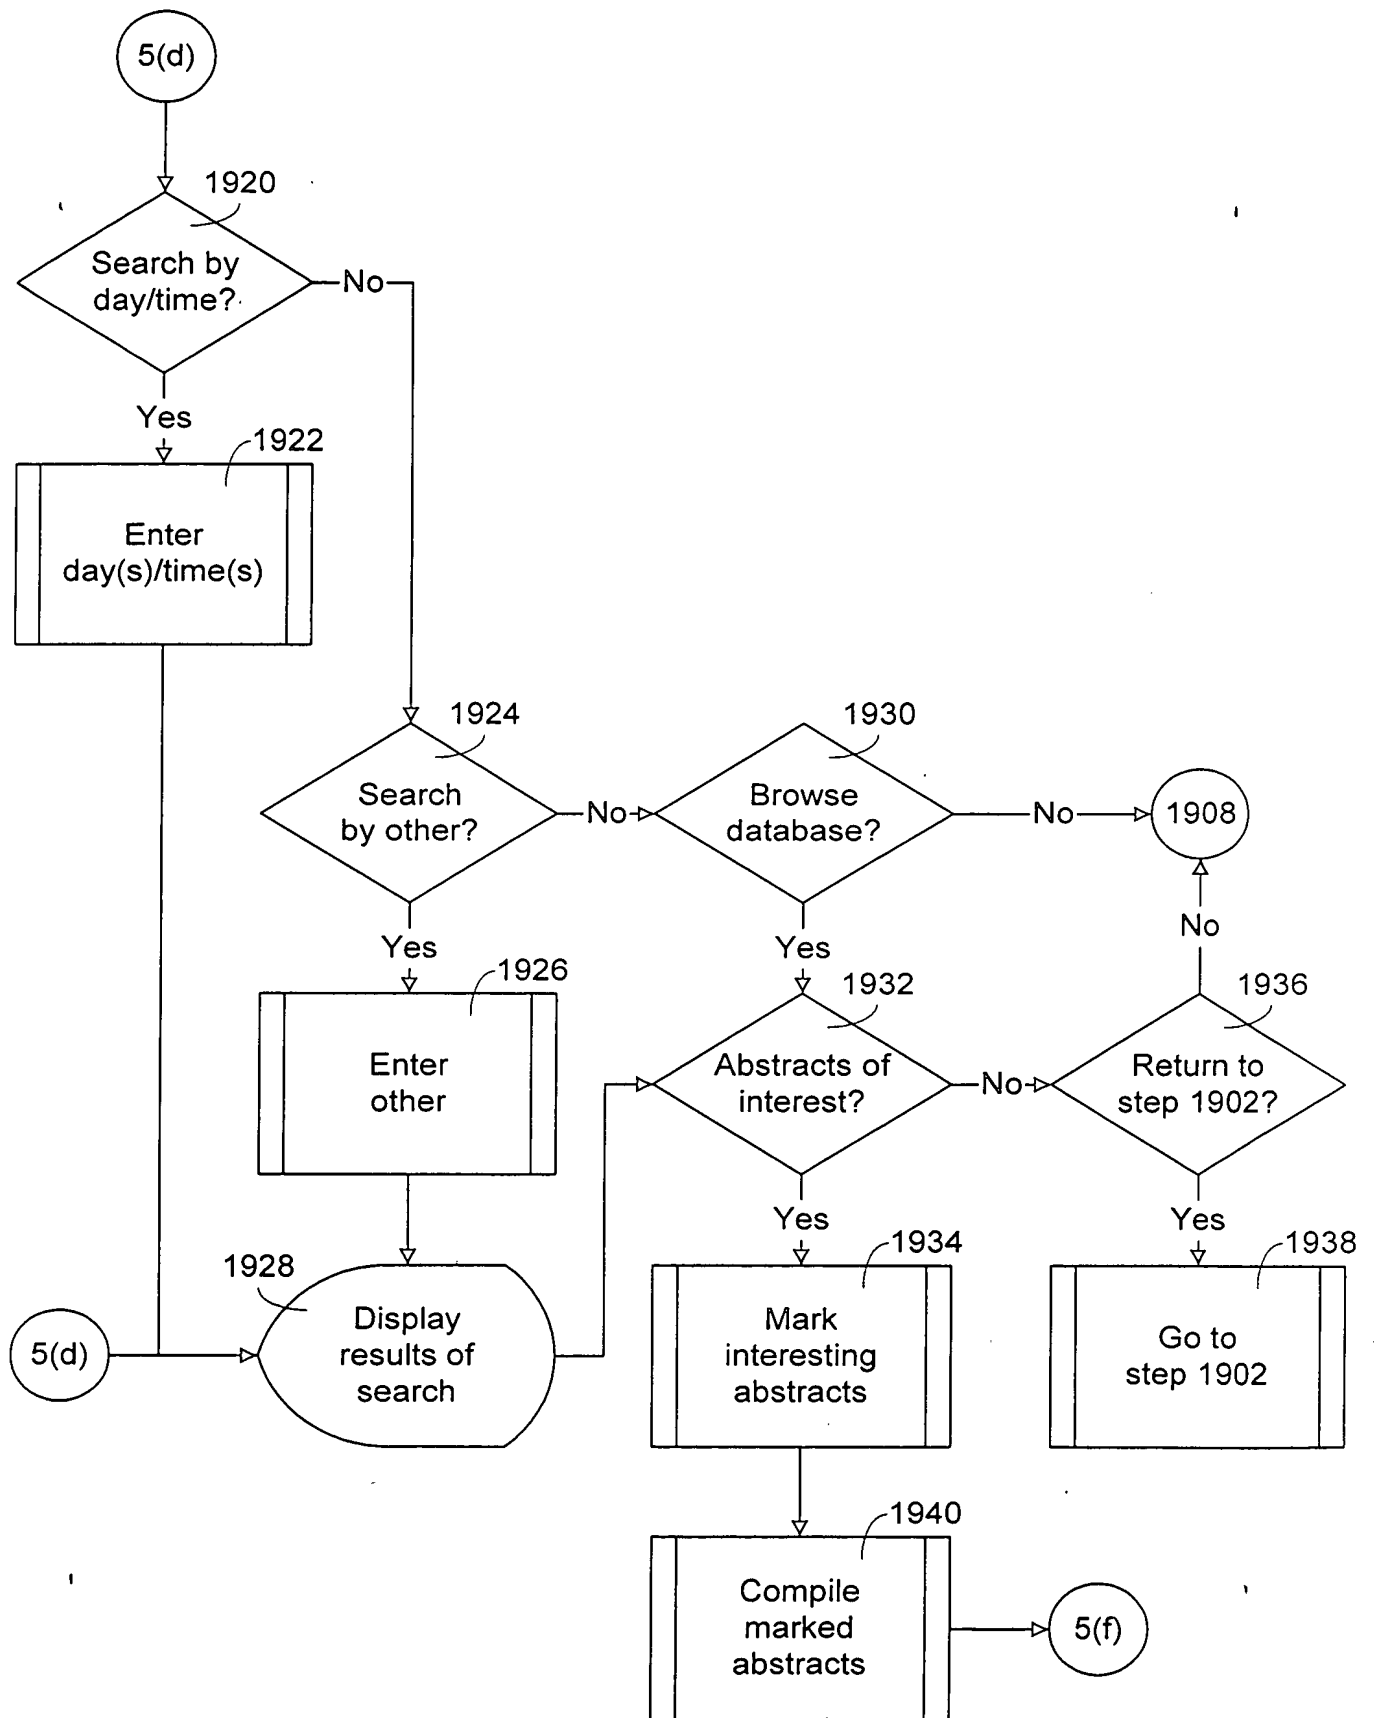 5(d)
1920
Search by
day/time?
No
Yes
1922
Enter
day(s)/time(s)
1924
Search
by other?
No
1930
Browse
database?
No
1908
Yes
Yes
No
1926
Enter
other
1932
Abstracts of
interest?
No
1936
Return to
step 1902?
Yes
Yes
1928
Display
results of
search
5(d)
1934
Mark
interesting
abstracts
1938
Go to
step 1902
1940
Compile
marked
abstracts
5(f)